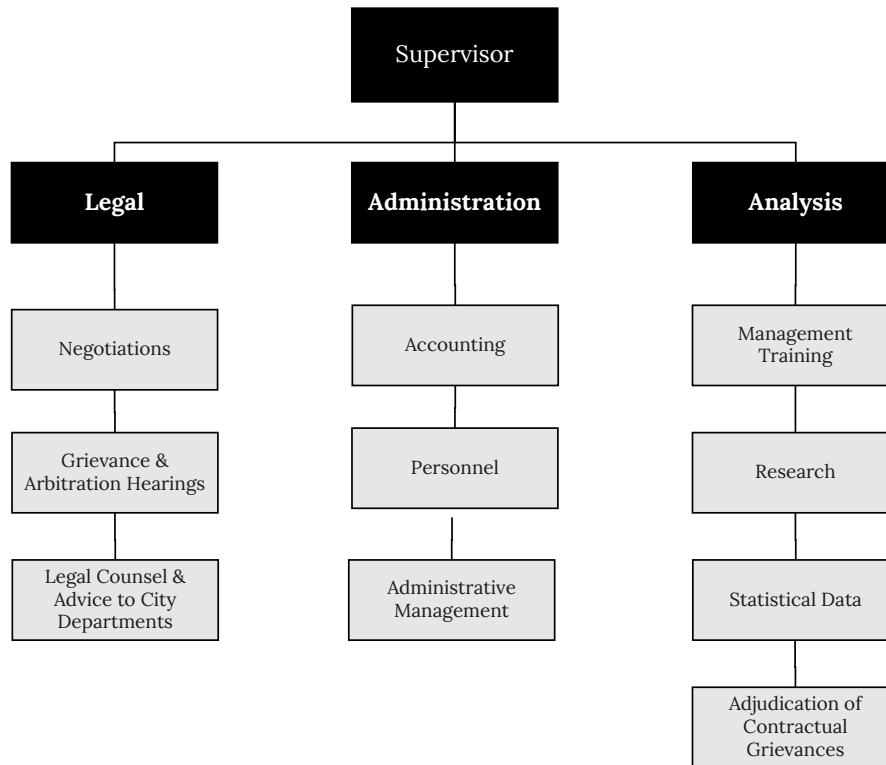 Supervisor
Legal
Administration
Analysis
Negotiations
Accounting
Management
Training
Grievance &
Arbitration Hearings
Personnel
Research
Legal Counsel &
Advice to City
Departments
Administrative
Management
Statistical Data
Adjudication of
Contractual
Grievances